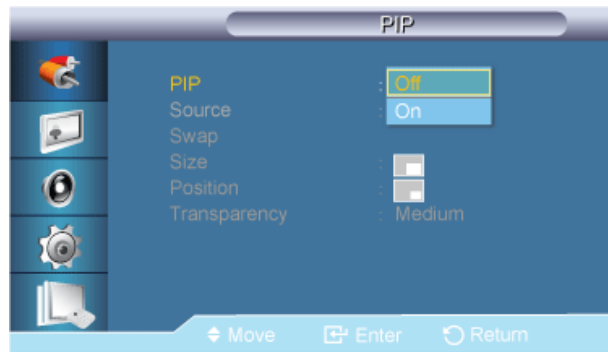 PIP
PIP : Off
Source : On
Swap
Size :
Position :
Transparency : Medium
Move Enter Return